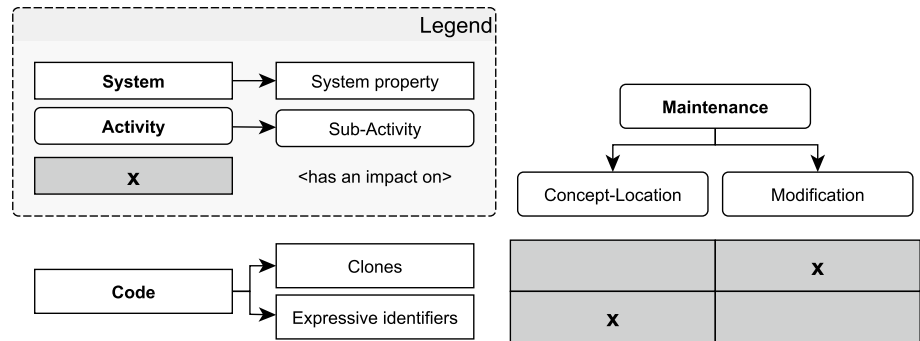 Legend
System
System property
Activity
Sub-Activity
x
<has an impact on>
Maintenance
Concept-Location
Modification
Code
Clones
x
Expressive identifiers
x